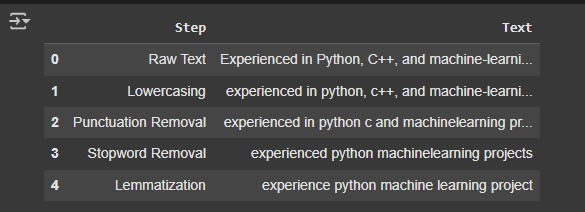 Step Text
0 Raw Text Experienced in Python, C++, and machine-learni...
1 Lowercasing experienced in python, c++, and machine-learni...
2 Punctuation Removal experienced in python c and machinelearning pr...
3 Stopword Removal experienced python machinelearning projects
4 Lemmatization experience python machine learning project